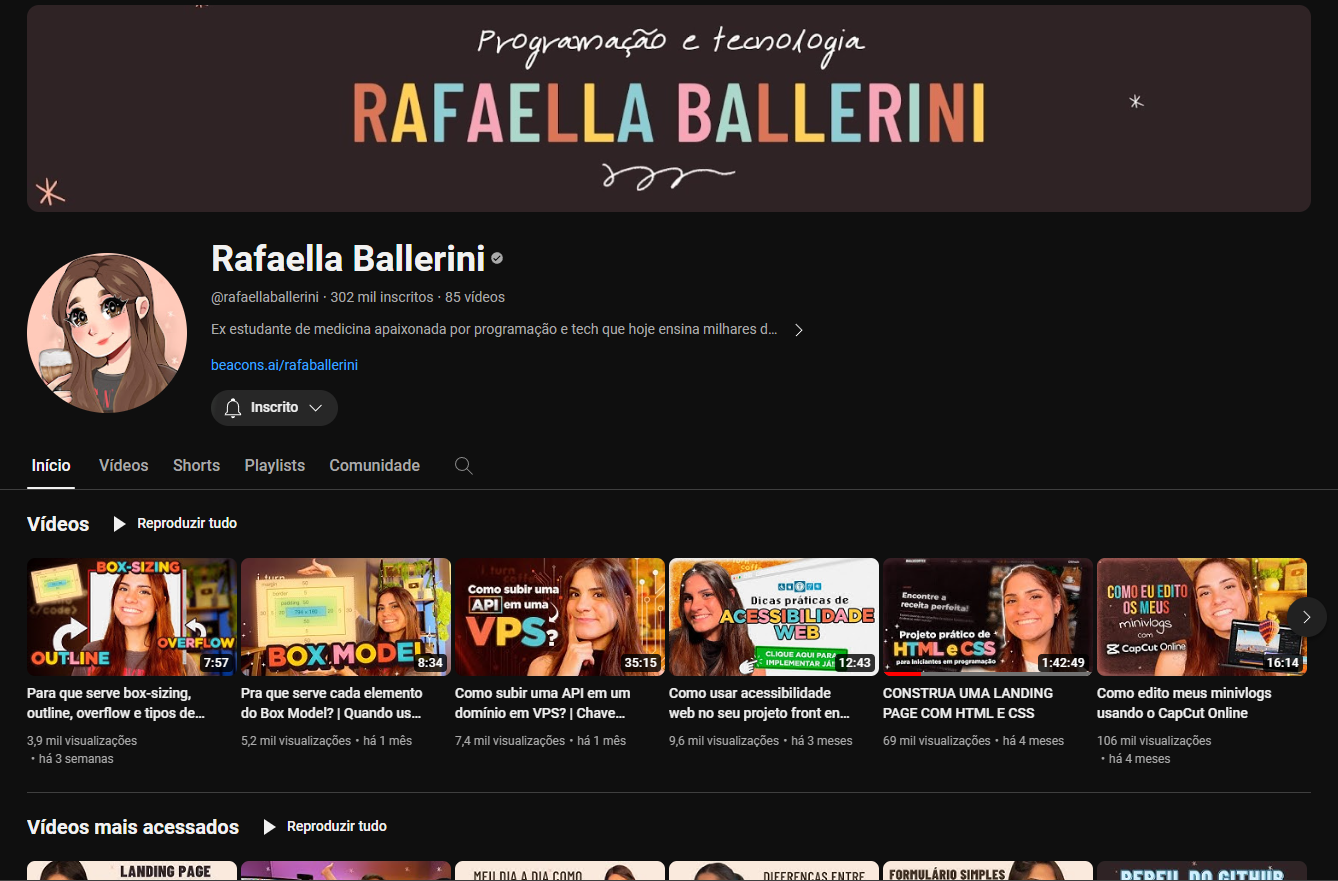 Programação e tecnologia
RAFAELLA BALLERINI
Rafaella Ballerini
@rafaellaballerini · 302 mil inscritos · 85 vídeos
Ex estudante de medicina apaixonada por programação e tech que hoje ensina milhares d...
beacons.ai/rafaballerini
Inscrito
Início
Vídeos
Shorts
Playlists
Comunidade
Vídeos
Reproduzir tudo
BOX-SIZING
</code>
OUTLINE
OVERFLOW
7:57
Para que serve box-sizing,
outline, overflow e tipos de...
3,9 mil visualizações
• há 3 semanas
i turn
margin
border
padding
BOX MODEL
8:34
Pra que serve cada elemento
do Box Model? | Quando us...
5,2 mil visualizações • há 1 mês
Como subir uma
API em uma
VPS?
35:15
Como subir uma API em um
domínio em VPS? | Chave...
7,4 mil visualizações • há 1 mês
Dicas práticas de
ACESSIBILIDADE
WEB
CLIQUE AQUI PARA
IMPLEMENTAR JÁ!
12:43
Como usar acessibilidade
web no seu projeto front en...
9,6 mil visualizações • há 3 meses
Encontre a
receita perfeita!
Projeto prático de
HTML e CSS
para iniciantes em programação
1:42:49
CONSTRUA UMA LANDING
PAGE COM HTML E CSS
69 mil visualizações • há 4 meses
COMO EU EDITO
OS MEUS
minivlogs
com
CapCut Online
16:14
Como edito meus minivlogs
usando o CapCut Online
106 mil visualizações
• há 4 meses
Vídeos mais acessados
Reproduzir tudo
LANDING PAGE
MEU DIA A DIA COMO
DIFERENÇAS ENTRE
FORMULÁRIO SIMPLES
PERFIL DO GITHUB